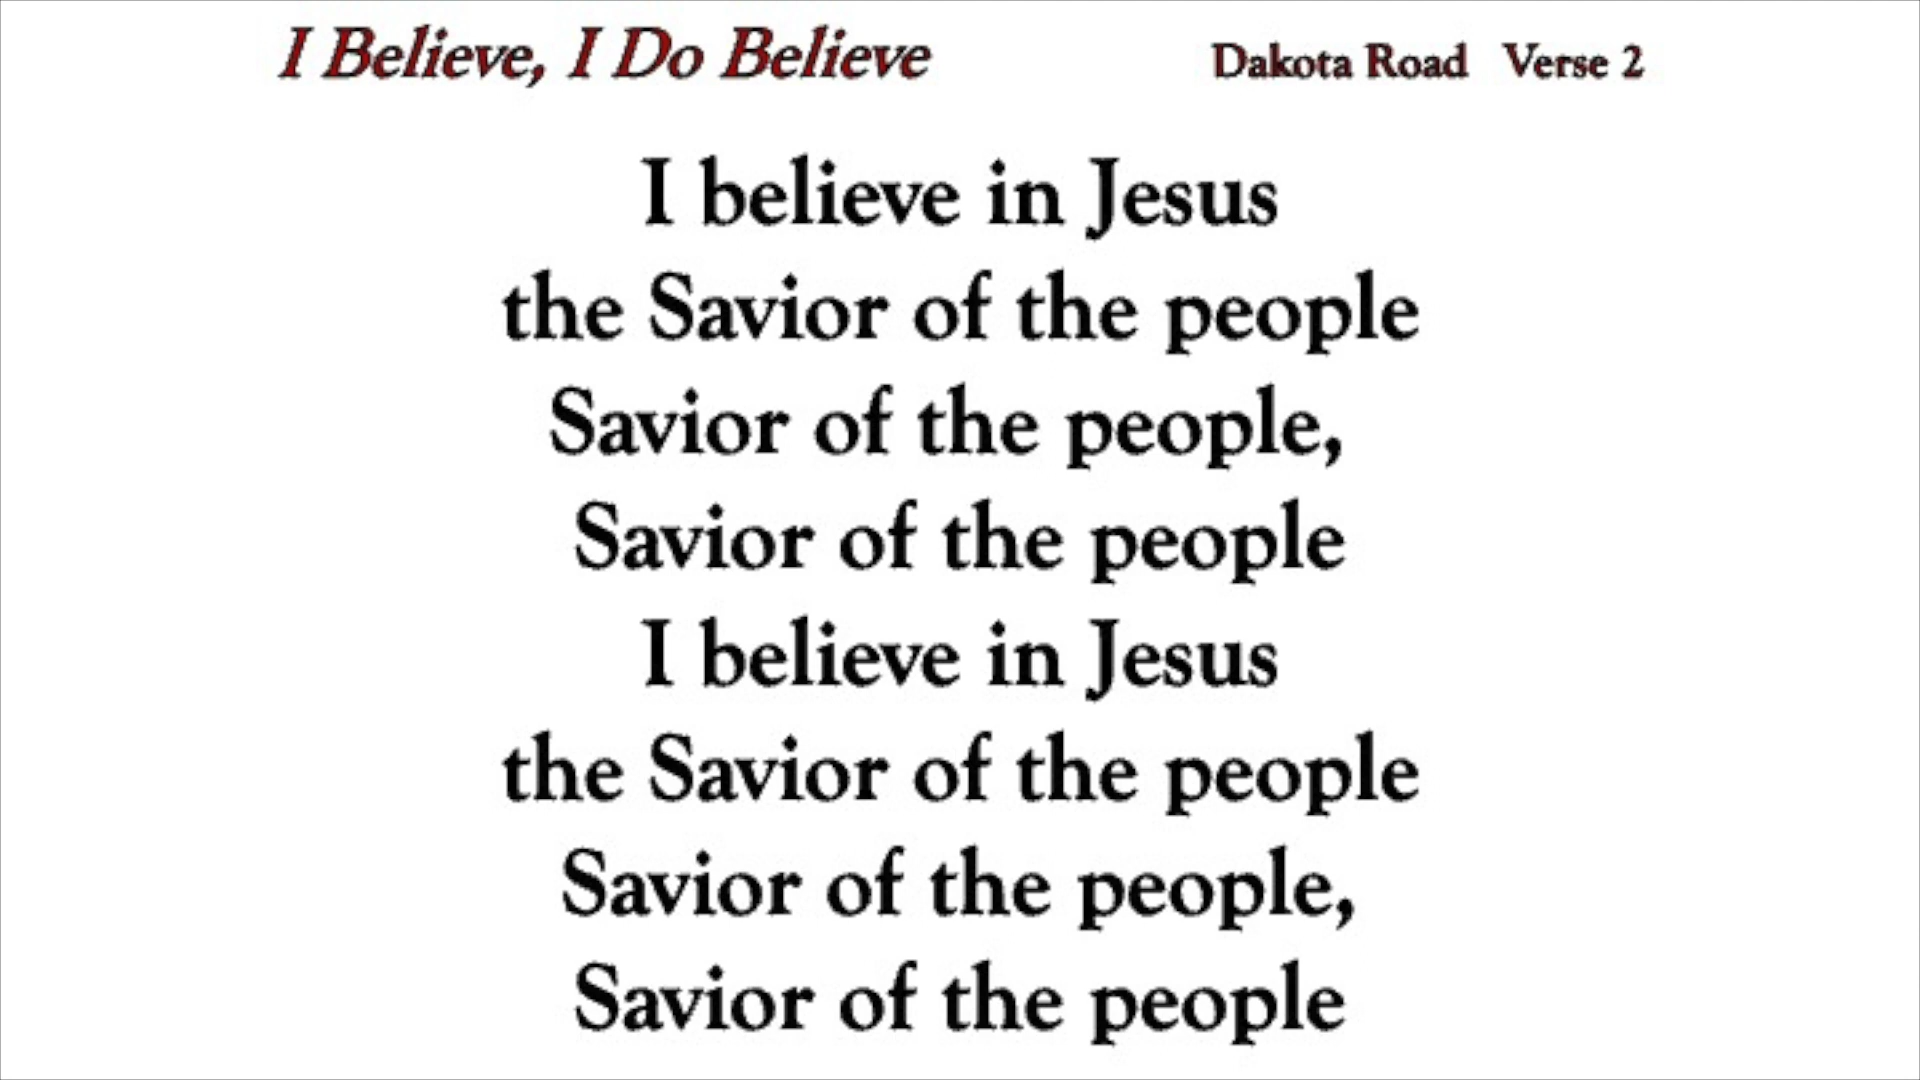 I Believe, I Do Believe Dakota Road Verse 2
I believe in Jesus
the Savior of the people
Savior of the people,
Savior of the people
I believe in Jesus
the Savior of the people
Savior of the people,
Savior of the people